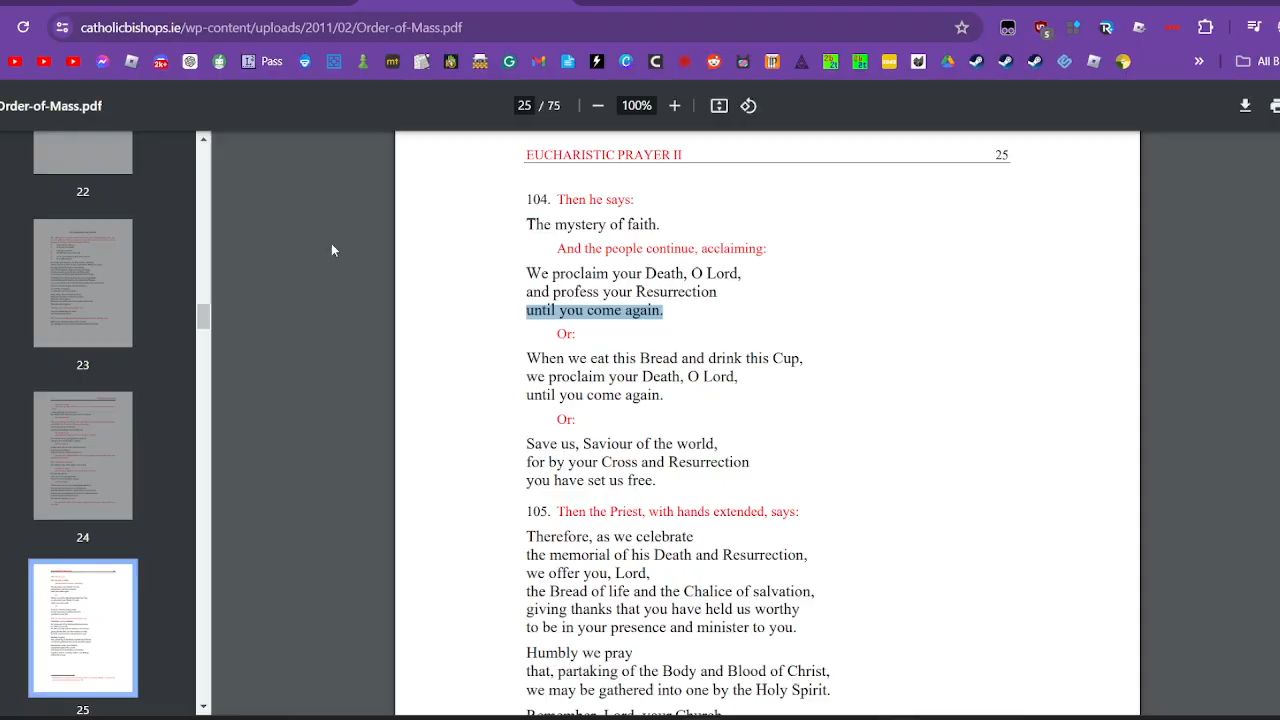 catholicbishops.ie/wp-content/uploads/2011/02/Order-of-Mass.pdf
5
2K+
Pass
mt
G
»
All B
Order-of-Mass.pdf
25 / 75
100%
22
23
24
25
EUCHARISTIC PRAYER II 25
104. Then he says:
The mystery of faith.
And the people continue, acclaiming:
We proclaim your Death, O Lord,
and profess your Resurrection
until you come again.
Or:
When we eat this Bread and drink this Cup,
we proclaim your Death, O Lord,
until you come again.
Or:
Save us, Saviour of the world,
for by your Cross and Resurrection
you have set us free.
105. Then the Priest, with hands extended, says:
Therefore, as we celebrate
the memorial of his Death and Resurrection,
we offer you, Lord,
the Bread of life and the Chalice of salvation,
giving thanks that you have held us worthy
to be in your presence and minister to you.
Humbly we pray
that, partaking of the Body and Blood of Christ,
we may be gathered into one by the Holy Spirit.
Remember, Lord, your Church